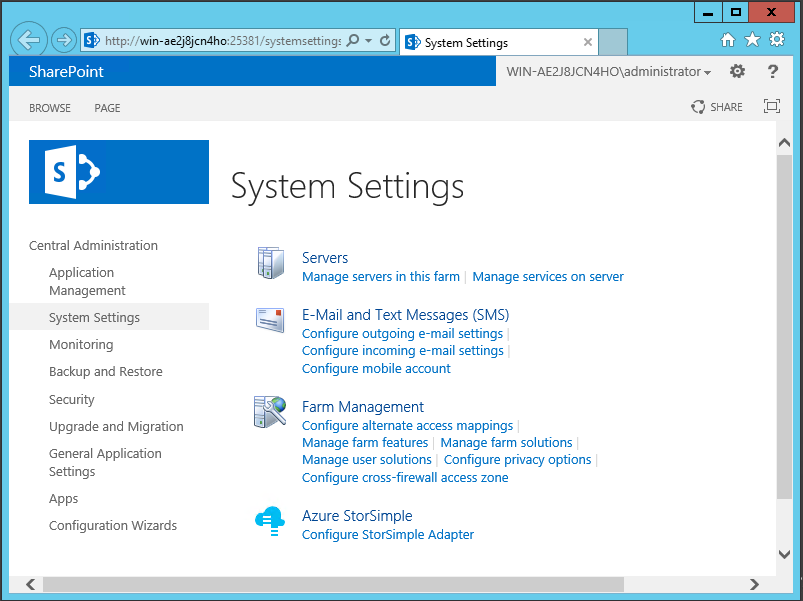 http://win-ae2j8jcn4ho:25381/systemsettings
System Settings
SharePoint
WIN-AE2J8JCN4HO\administrator
?
BROWSE PAGE
SHARE
S
System Settings
Central Administration
Application
Management
System Settings
Monitoring
Backup and Restore
Security
Upgrade and Migration
General Application
Settings
Apps
Configuration Wizards
Servers
Manage servers in this farm | Manage services on server
E-Mail and Text Messages (SMS)
Configure outgoing e-mail settings |
Configure incoming e-mail settings |
Configure mobile account
Farm Management
Configure alternate access mappings |
Manage farm features | Manage farm solutions |
Manage user solutions | Configure privacy options |
Configure cross-firewall access zone
Azure StorSimple
Configure StorSimple Adapter